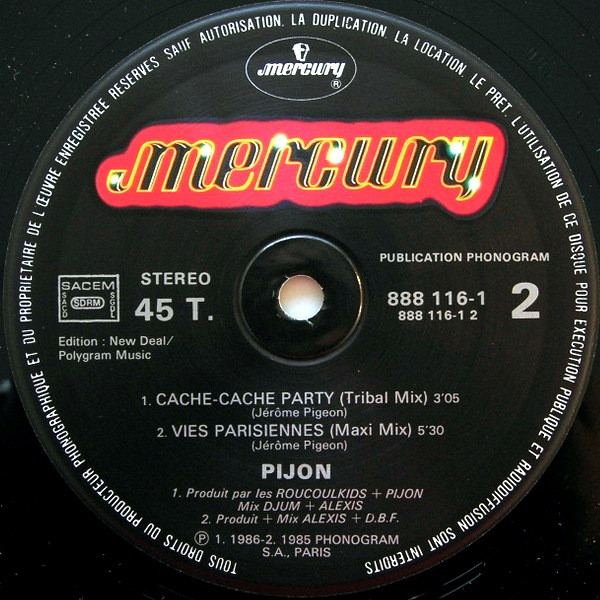 TOUS DROITS DU PRODUCTEUR PHONOGRAPHIQUE ET DU PROPRIETAIRE DE L'ŒUVRE ENREGISTREE RESERVES SAUF AUTORISATION. LA DUPLICATION, LA LOCATION, LE PRET, L'UTILISATION DE CE DISQUE POUR EXECUTION PUBLIQUE ET RADIODIFFUSION SONT INTERDITS
mercury
®
mercury
PUBLICATION PHONOGRAM
SACEM
SACD
SDRM
SGDL
STEREO
45 T.
888 116-1
888 116-1 2
2
Edition : New Deal/
Polygram Music
1. CACHE-CACHE PARTY (Tribal Mix) 3'05
(Jérôme Pigeon)
2. VIES PARISIENNES (Maxi Mix) 5'30
(Jérôme Pigeon)
PIJON
1. Produit par les ROUCOULKIDS + PIJON
Mix DJUM + ALEXIS
2. Produit + Mix ALEXIS + D.B.F.
Ⓟ 1. 1986-2. 1985 PHONOGRAM
S.A., PARIS